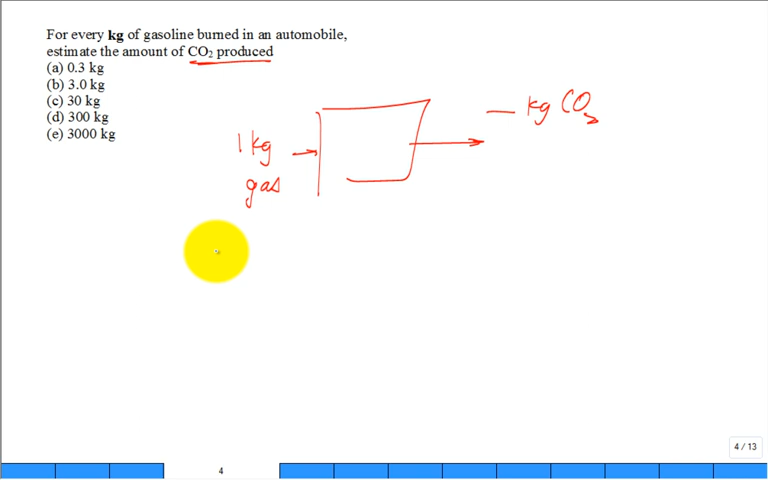 For every kg of gasoline burned in an automobile,
estimate the amount of CO₂ produced
(a) 0.3 kg
(b) 3.0 kg
(c) 30 kg
(d) 300 kg
(e) 3000 kg
— kg CO₂
1 kg
gas
4 / 13
4